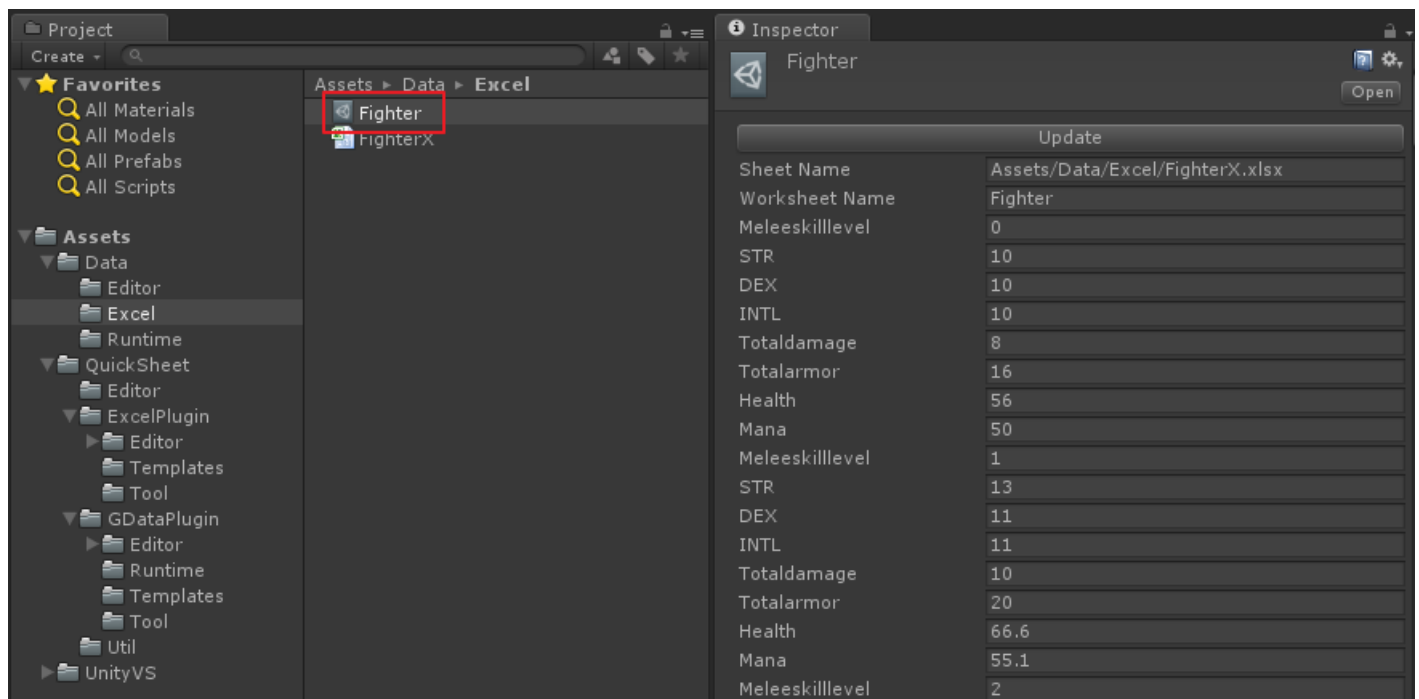 Project
Create
Favorites
All Materials
All Models
All Prefabs
All Scripts
Assets
Data
Editor
Excel
Runtime
QuickSheet
Editor
ExcelPlugin
Editor
Templates
Tool
GDataPlugin
Editor
Runtime
Templates
Tool
Util
UnityVS
Assets ▸ Data ▸ Excel
Fighter
FighterX
Inspector
Fighter
Open
Update
Sheet Name Assets/Data/Excel/FighterX.xlsx
Worksheet Name Fighter
Meleeskilllevel 0
STR 10
DEX 10
INTL 10
Totaldamage 8
Totalarmor 16
Health 56
Mana 50
Meleeskilllevel 1
STR 13
DEX 11
INTL 11
Totaldamage 10
Totalarmor 20
Health 66.6
Mana 55.1
Meleeskilllevel 2